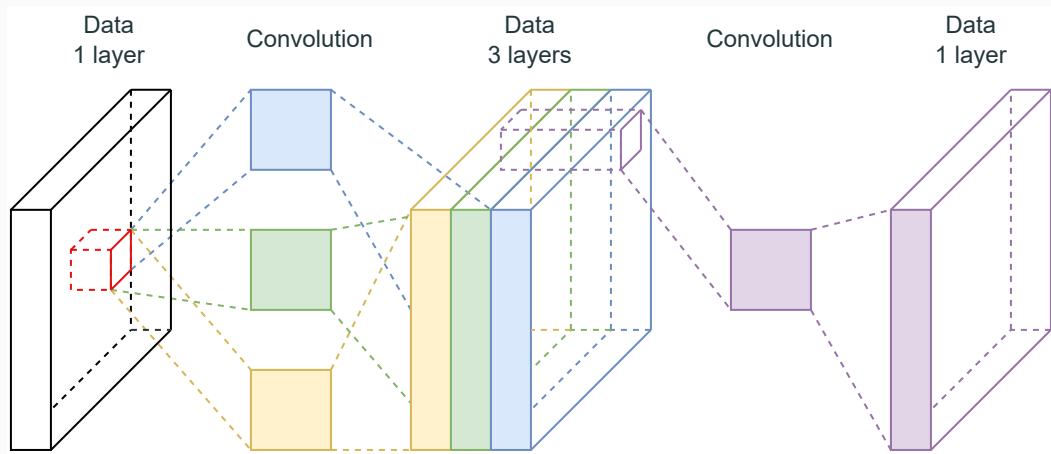 Data
1 layer
Convolution
Data
3 layers
Convolution
Data
1 layer